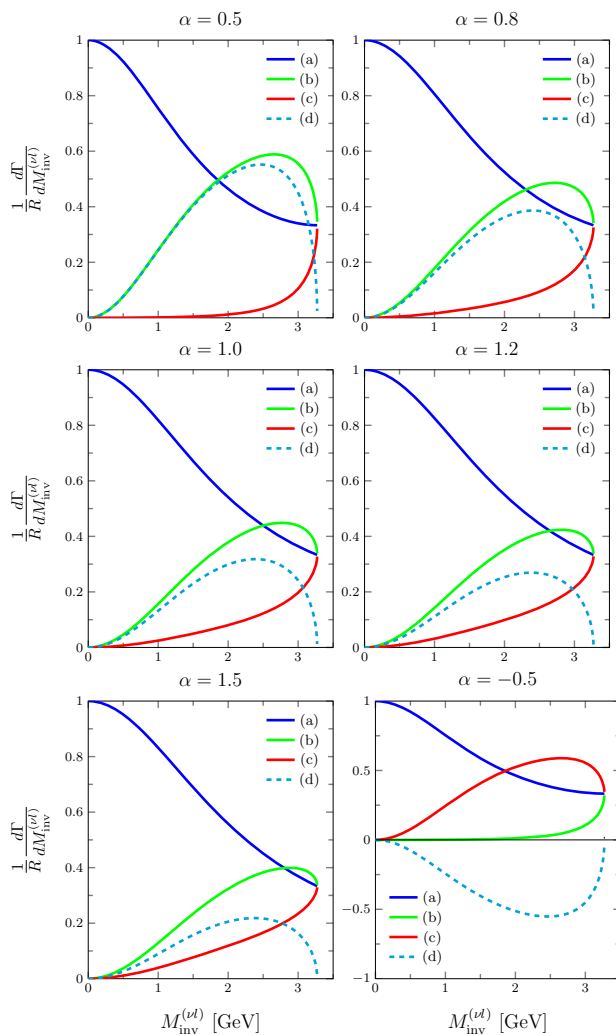 α = 0.5
α = 0.8
1
0.8
0.6
0.4
0.2
0
0
1
2
3
(a)
(b)
(c)
(d)
1
0.8
0.6
0.4
0.2
0
0
1
2
3
(a)
(b)
(c)
(d)
1/R dΓ/dM_inv^(νl)
α = 1.0
α = 1.2
1
0.8
0.6
0.4
0.2
0
0
1
2
3
(a)
(b)
(c)
(d)
1
0.8
0.6
0.4
0.2
0
0
1
2
3
(a)
(b)
(c)
(d)
1/R dΓ/dM_inv^(νl)
α = 1.5
α = −0.5
1
0.8
0.6
0.4
0.2
0
0
1
2
3
(a)
(b)
(c)
(d)
1
0.5
0
−0.5
−1
0
1
2
3
(a)
(b)
(c)
(d)
1/R dΓ/dM_inv^(νl)
M_inv^(νl) [GeV]
M_inv^(νl) [GeV]